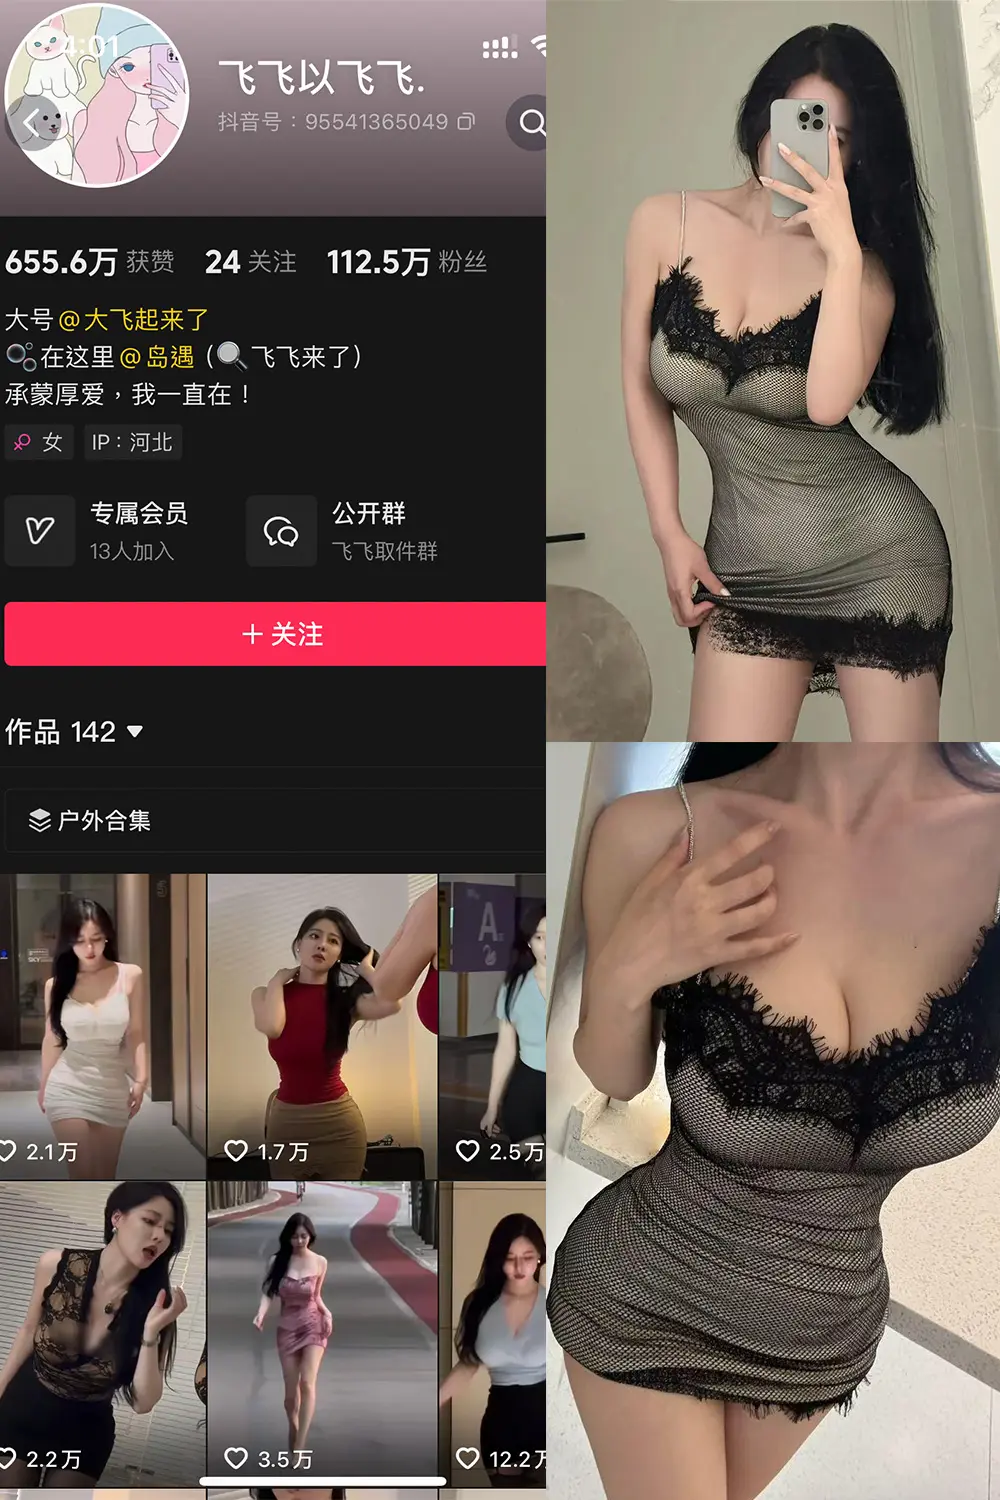 4:01
飞飞以飞飞.
抖音号：95541365049
655.6万 获赞 24 关注 112.5万 粉丝
大号@大飞起来了
在这里@岛遇（飞飞来了）
承蒙厚爱，我一直在！
女 IP：河北
专属会员 公开群
13人加入 飞飞取件群
＋关注
作品 142
户外合集
A
2.1万 1.7万 2.5万
2.2万 3.5万 12.2万